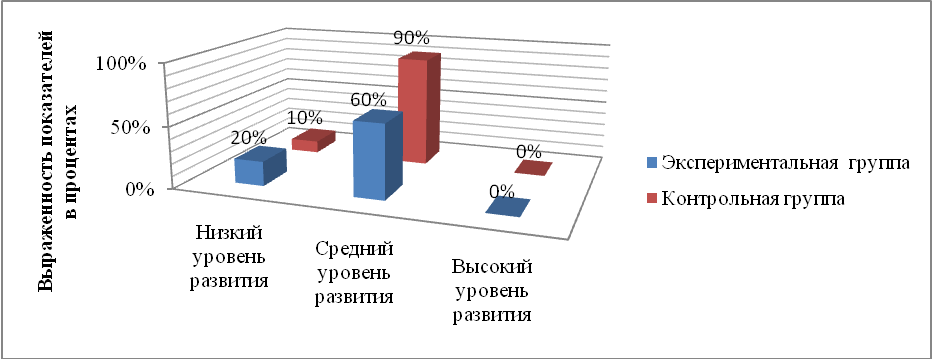 Выраженность показателей
в процентах
100%
50%
0%
20%
10%
60%
90%
0%
0%
Низкий
уровень
развития
Средний
уровень
развития
Высокий
уровень
развития
Экспериментальная группа
Контрольная группа